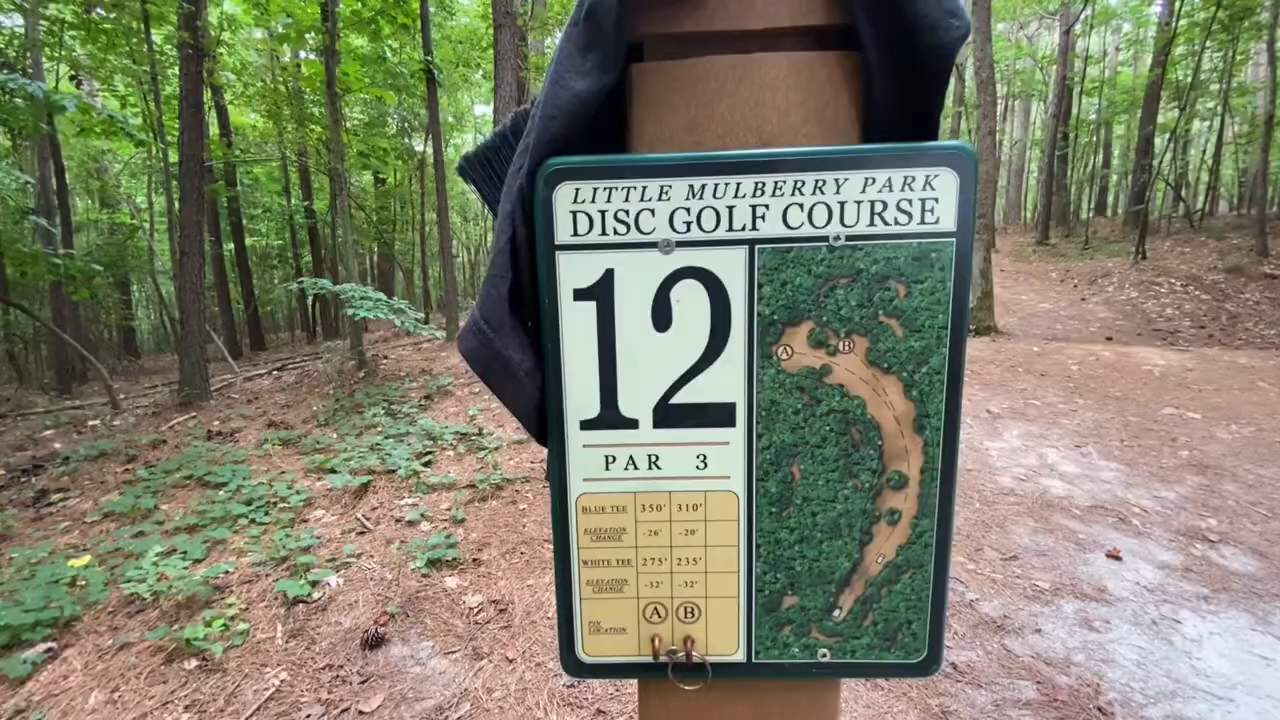 LITTLE MULBERRY PARK
DISC GOLF COURSE
12
PAR 3
BLUE TEE 350' 310'
ELEVATION CHANGE -26' -20'
WHITE TEE 275' 235'
ELEVATION CHANGE -32' -32'
PIN LOCATION A B
A B